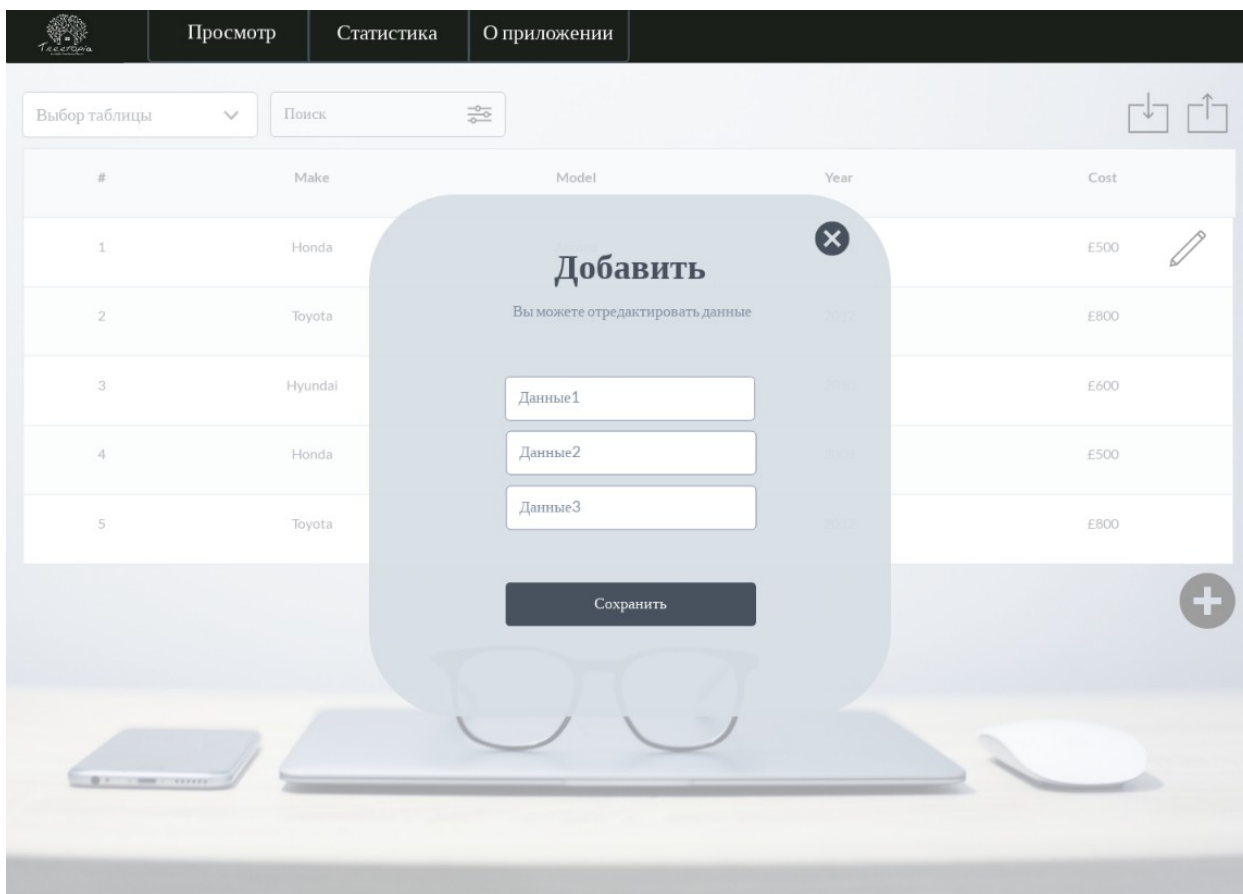 Treetopia
Просмотр Статистика О приложении
Выбор таблицы Поиск
# Make Model Year Cost
1 Honda £500
Добавить
Вы можете отредактировать данные
2 Toyota £800
3 Hyundai £600
Данные1
4 Honda £500
Данные2
Данные3
5 Toyota £800
Сохранить